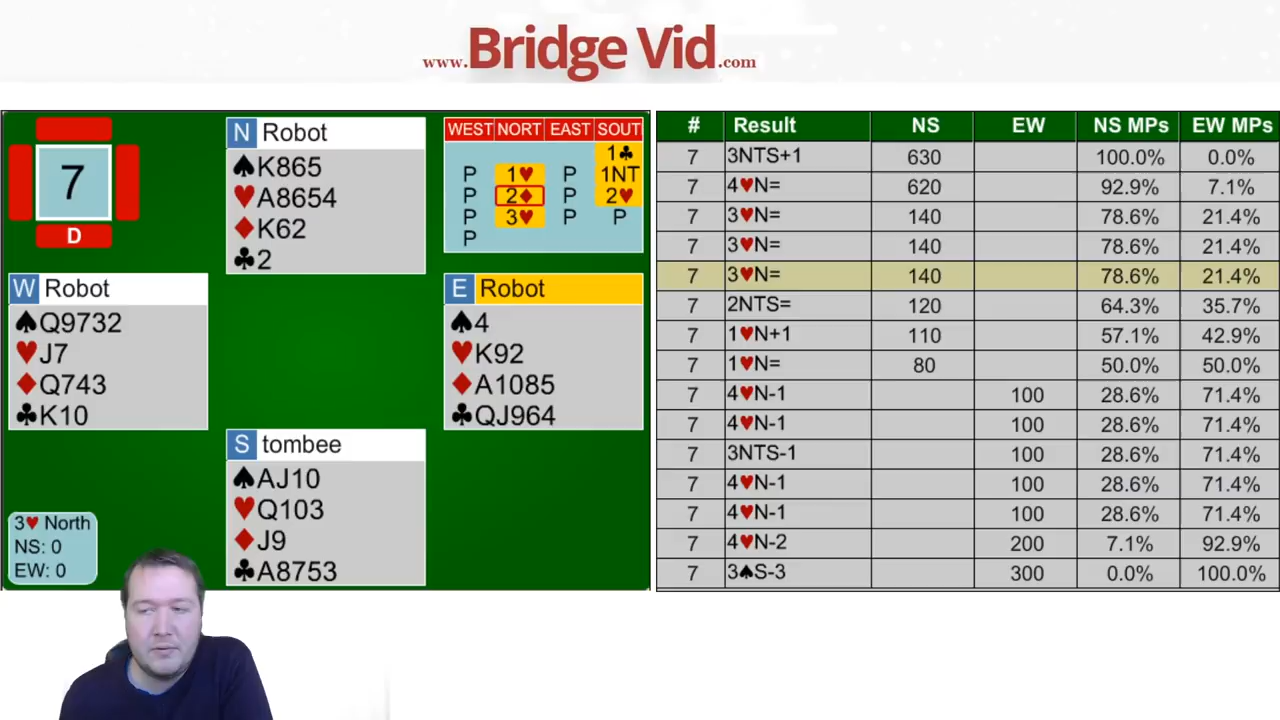 www.Bridge Vid.com
7
D
N Robot
♠K865
♥A8654
♦K62
♣2
WEST NORT EAST SOUT
1♣
P 1♥ P 1NT
P 2♦ P 2♥
P 3♥ P P
P
W Robot
♠Q9732
♥J7
♦Q743
♣K10
E Robot
♠4
♥K92
♦A1085
♣QJ964
S tombee
♠AJ10
♥Q103
♦J9
♣A8753
3♥ North
NS: 0
EW: 0
# Result NS EW NS MPs EW MPs
7 3NTS+1 630 100.0% 0.0%
7 4♥N= 620 92.9% 7.1%
7 3♥N= 140 78.6% 21.4%
7 3♥N= 140 78.6% 21.4%
7 3♥N= 140 78.6% 21.4%
7 2NTS= 120 64.3% 35.7%
7 1♥N+1 110 57.1% 42.9%
7 1♥N= 80 50.0% 50.0%
7 4♥N-1 100 28.6% 71.4%
7 4♥N-1 100 28.6% 71.4%
7 3NTS-1 100 28.6% 71.4%
7 4♥N-1 100 28.6% 71.4%
7 4♥N-1 100 28.6% 71.4%
7 4♥N-2 200 7.1% 92.9%
7 3♠S-3 300 0.0% 100.0%